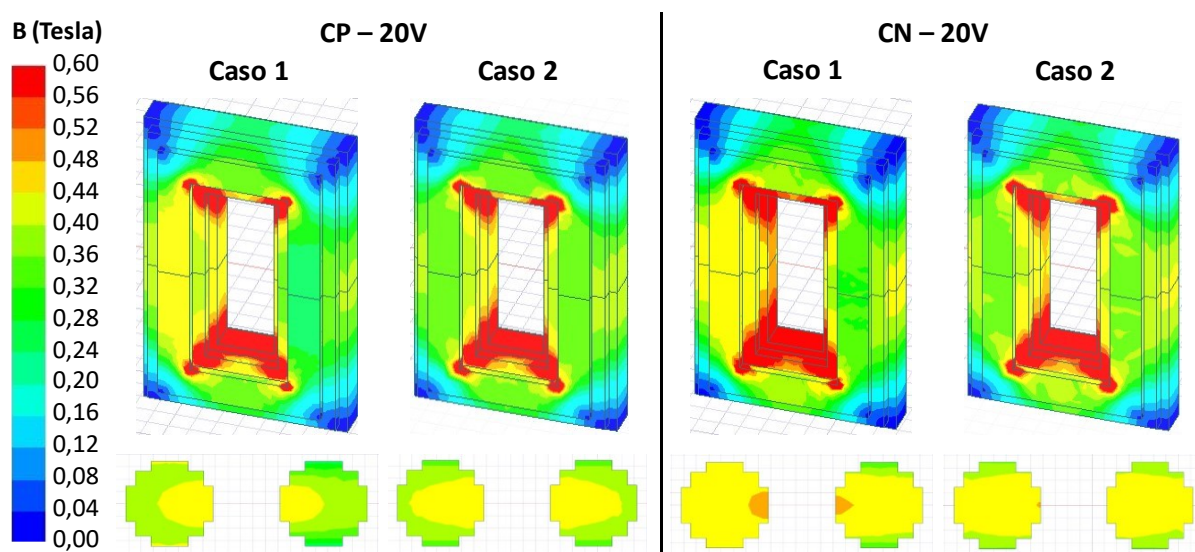 B (Tesla)
CP – 20V
CN – 20V
Caso 1
Caso 2
Caso 1
Caso 2
0,60
0,56
0,52
0,48
0,44
0,40
0,36
0,32
0,28
0,24
0,20
0,16
0,12
0,08
0,04
0,00